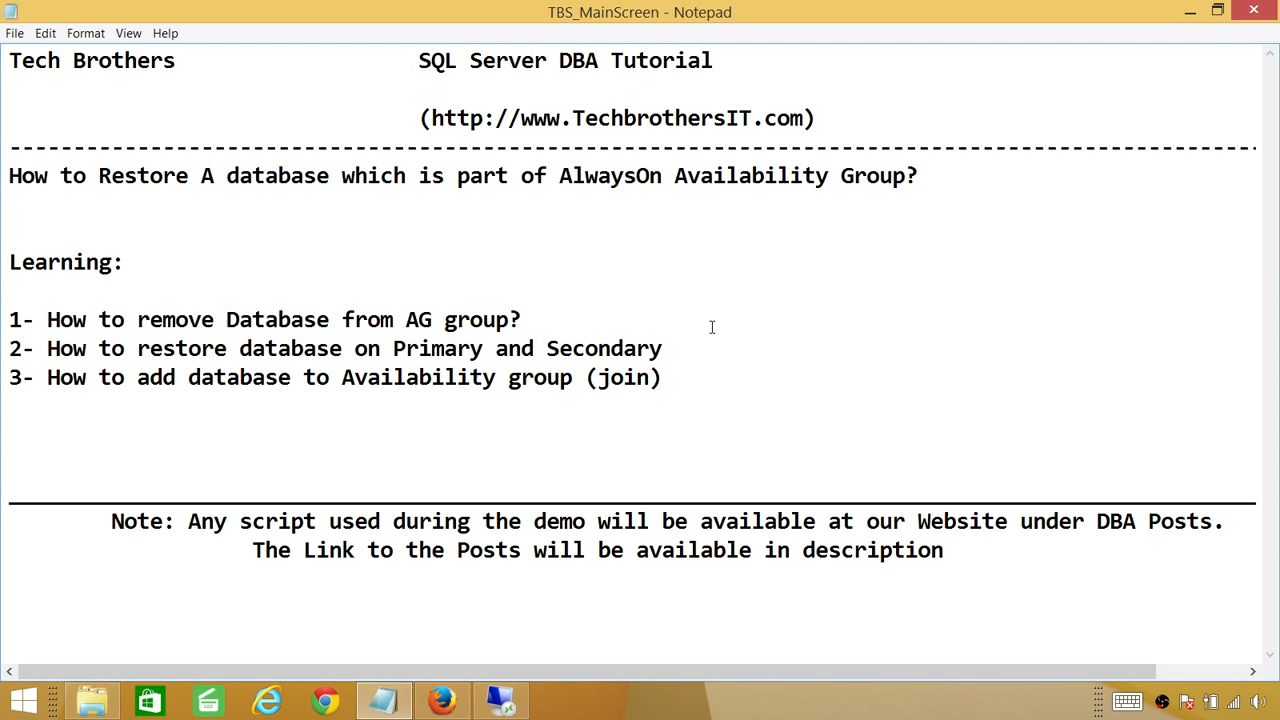 TBS_MainScreen - Notepad
File Edit Format View Help
Tech Brothers SQL Server DBA Tutorial
(http://www.TechbrothersIT.com)
How to Restore A database which is part of AlwaysOn Availability Group?
Learning:
1- How to remove Database from AG group?
2- How to restore database on Primary and Secondary
3- How to add database to Availability group (join)
Note: Any script used during the demo will be available at our Website under DBA Posts.
The Link to the Posts will be available in description